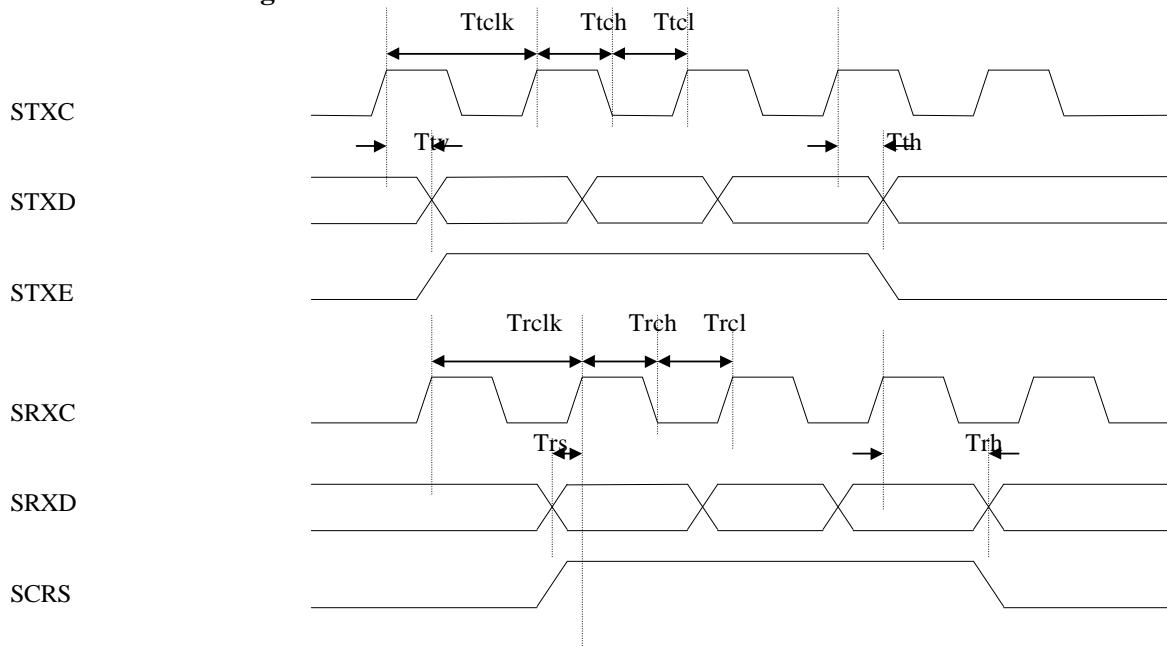 Ttclk Ttch Ttcl
STXC
Ttv Tth
STXD
STXE
Trclk Trch Trcl
SRXC
Trs Trh
SRXD
SCRS